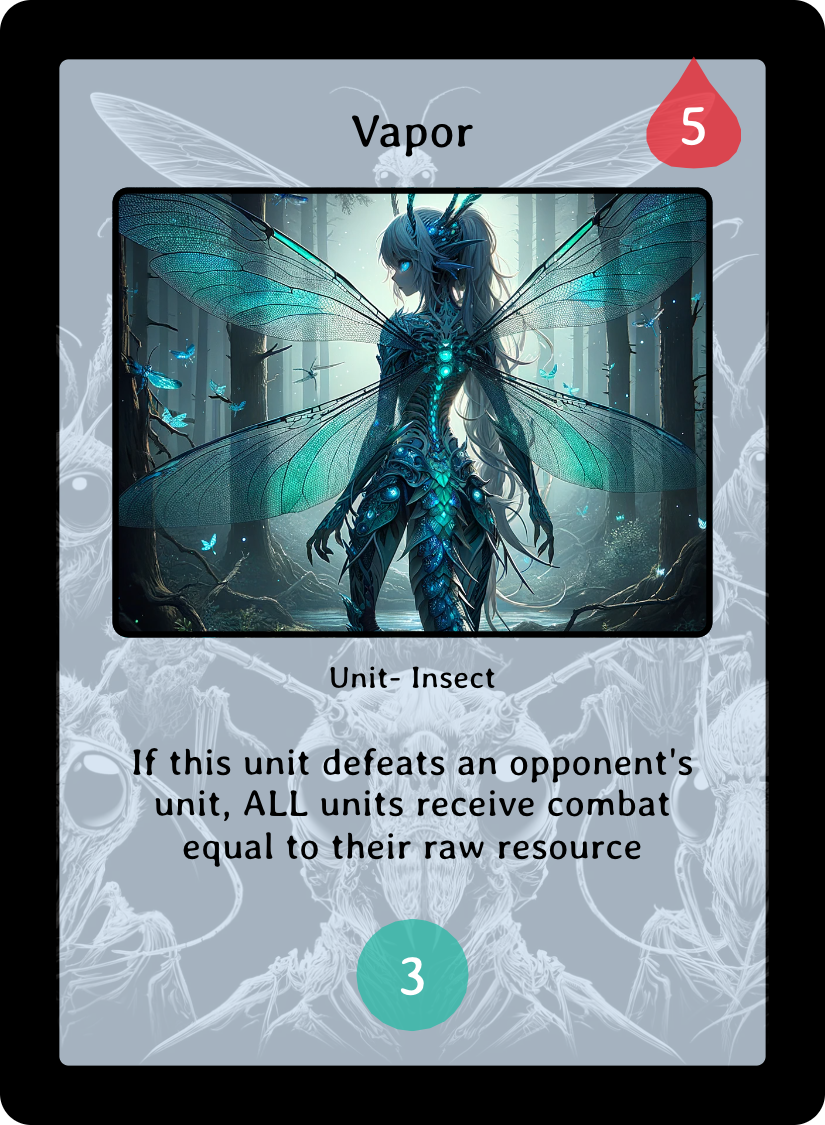 Vapor
5
Unit- Insect
If this unit defeats an opponent's
unit, ALL units receive combat
equal to their raw resource
3